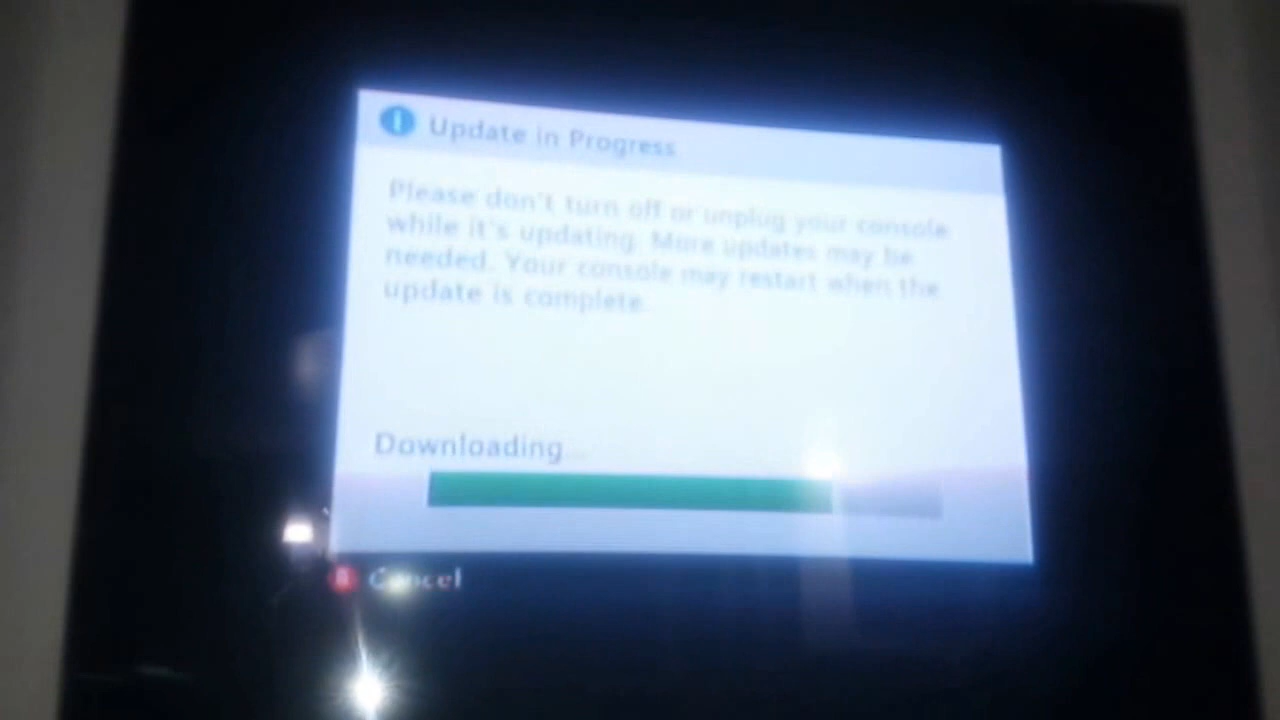 Update in Progress
Please don't turn off or unplug your console
while it's updating. More updates may be
needed. Your console may restart when the
update is complete.
Downloading...
B Cancel